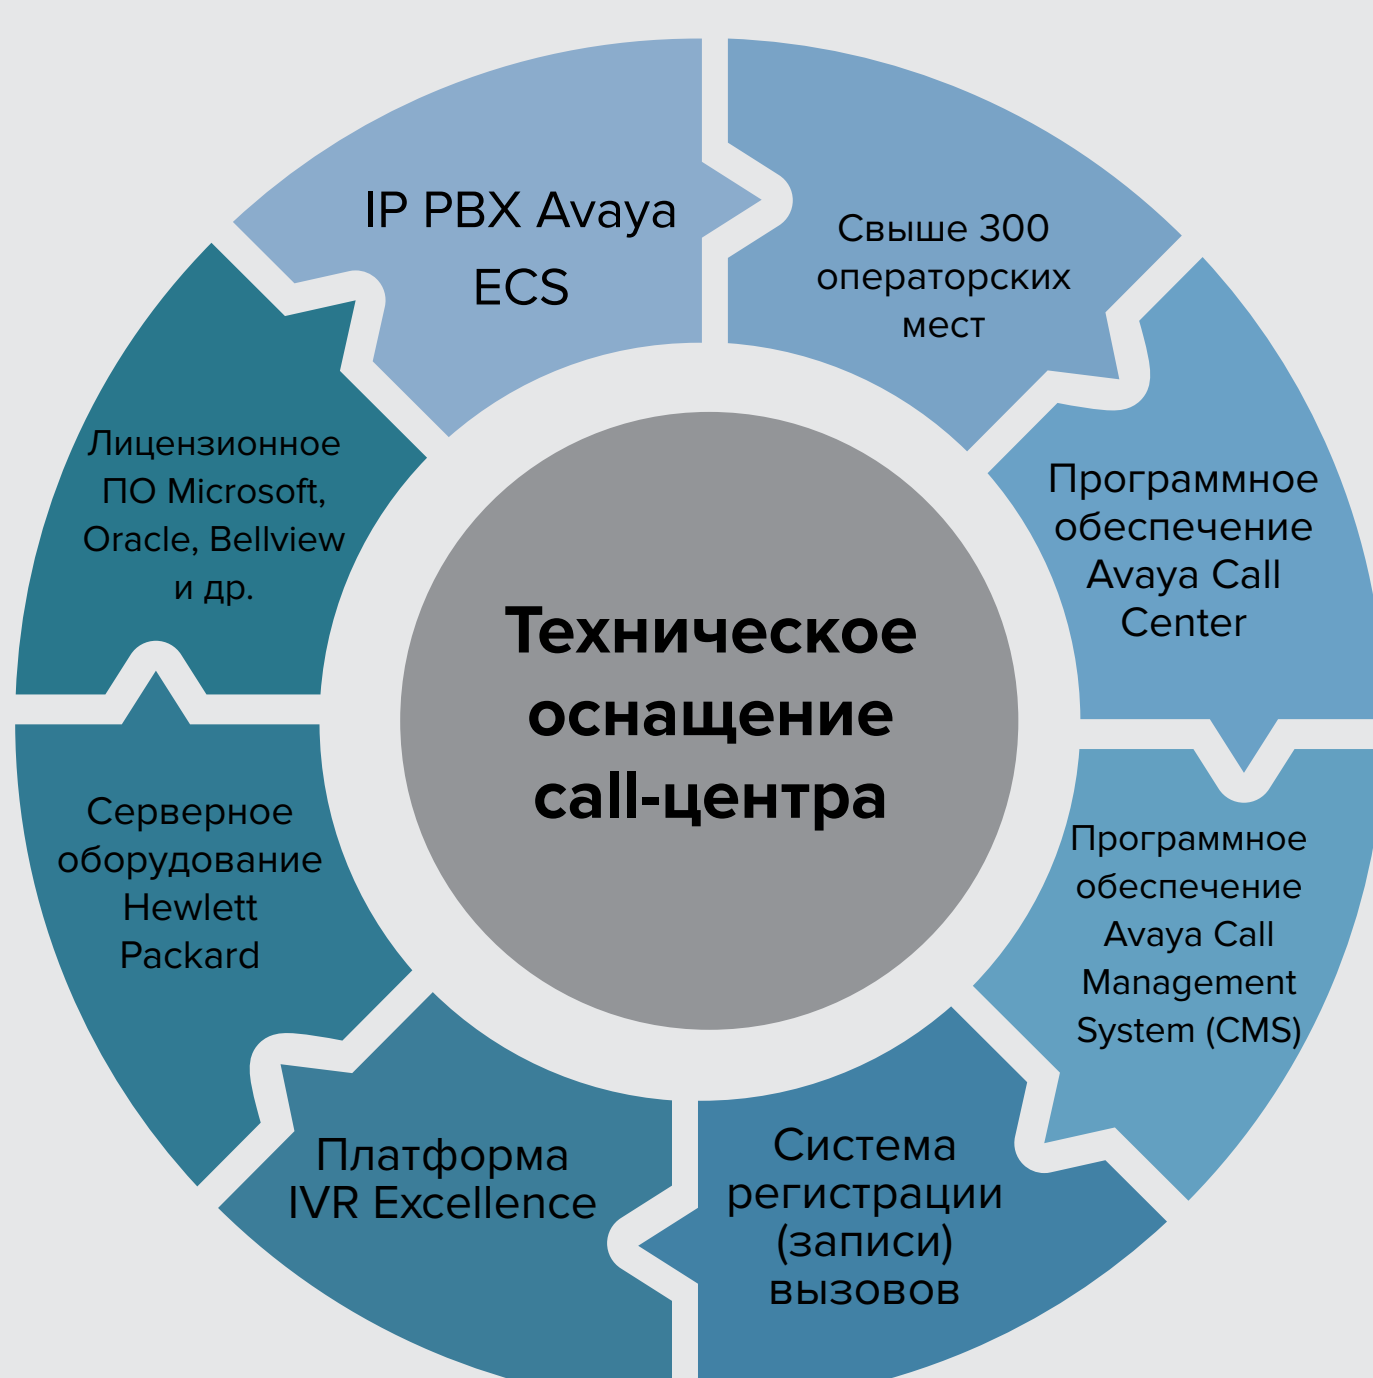 IP PBX Avaya
ECS
Свыше 300
операторских
мест
Программное
обеспечение
Avaya Call
Center
Программное
обеспечение
Avaya Call
Management
System (CMS)
Система
регистрации
(записи)
вызовов
Платформа
IVR Excellence
Серверное
оборудование
Hewlett
Packard
Лицензионное
ПО Microsoft,
Oracle, Bellview
и др.
Техническое
оснащение
call-центра